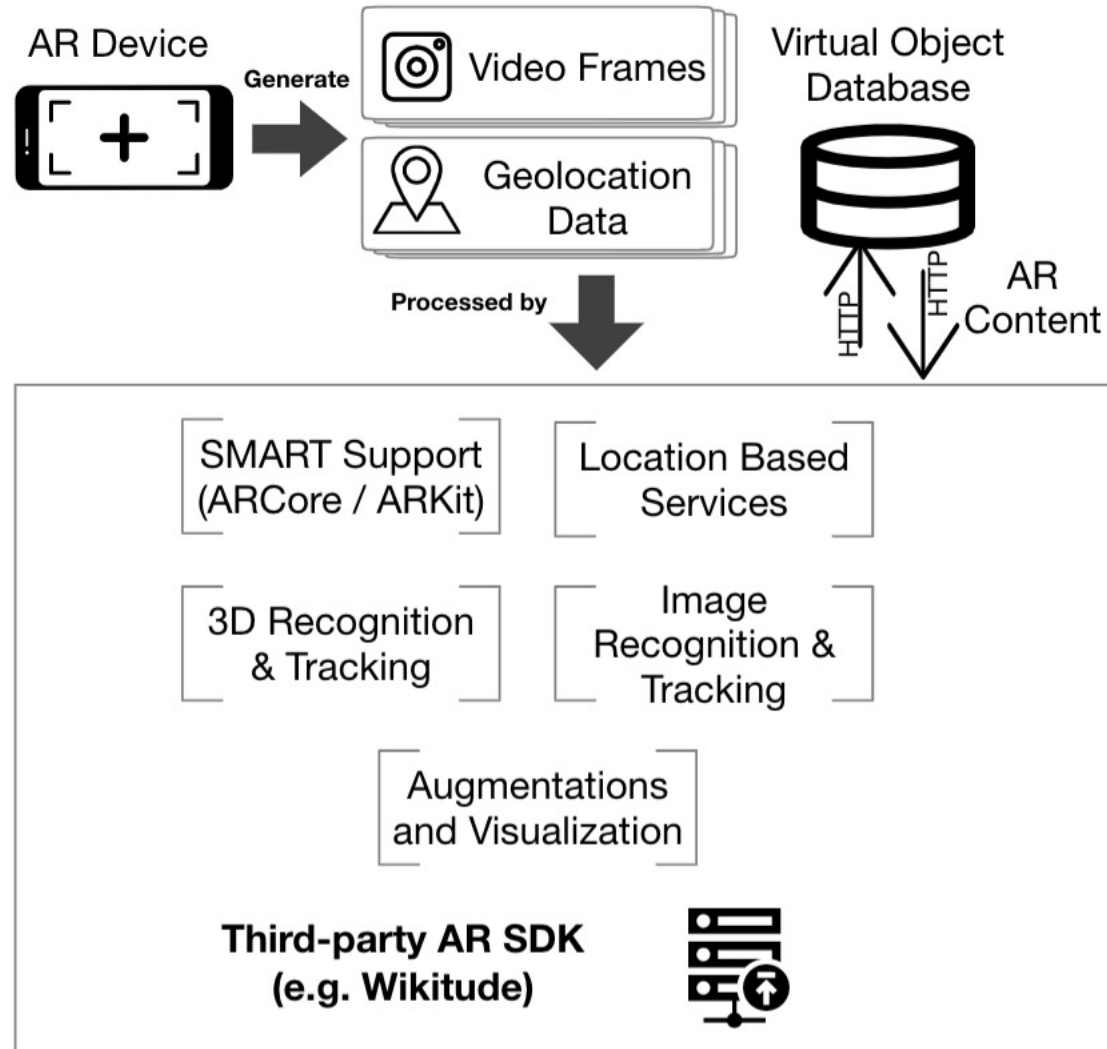 AR Device
Generate
Video Frames
Geolocation
Data
Virtual Object
Database
HTTP
HTTP
AR
Content
Processed by
SMART Support
(ARCore / ARKit)
Location Based
Services
3D Recognition
& Tracking
Image
Recognition &
Tracking
Augmentations
and Visualization
Third-party AR SDK
(e.g. Wikitude)